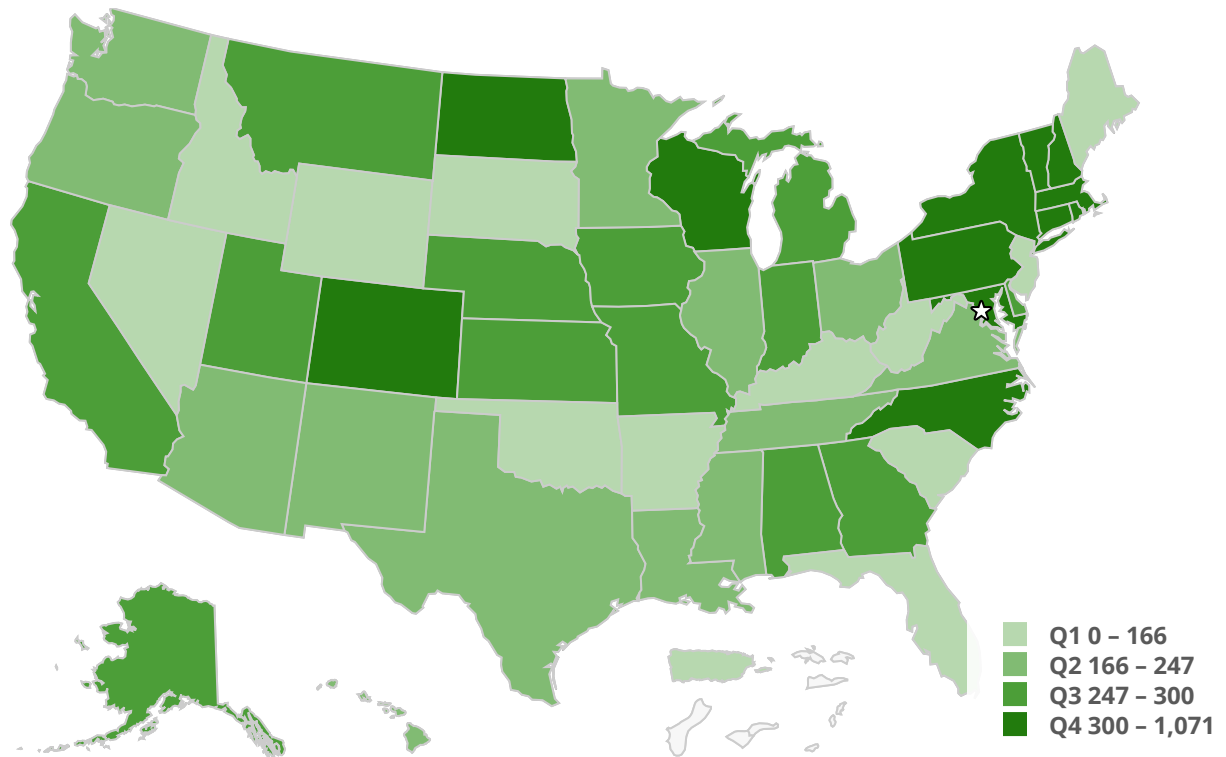 Q1 0 – 166
Q2 166 – 247
Q3 247 – 300
Q4 300 – 1,071